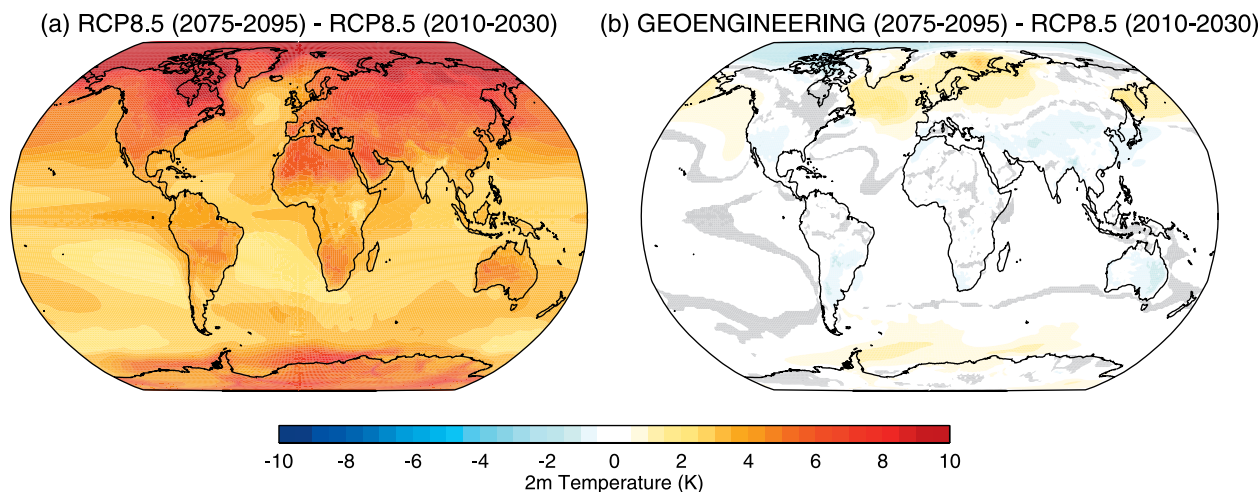 (a) RCP8.5 (2075-2095) - RCP8.5 (2010-2030)
(b) GEOENGINEERING (2075-2095) - RCP8.5 (2010-2030)
-10 -8 -6 -4 -2 0 2 4 6 8 10
2m Temperature (K)